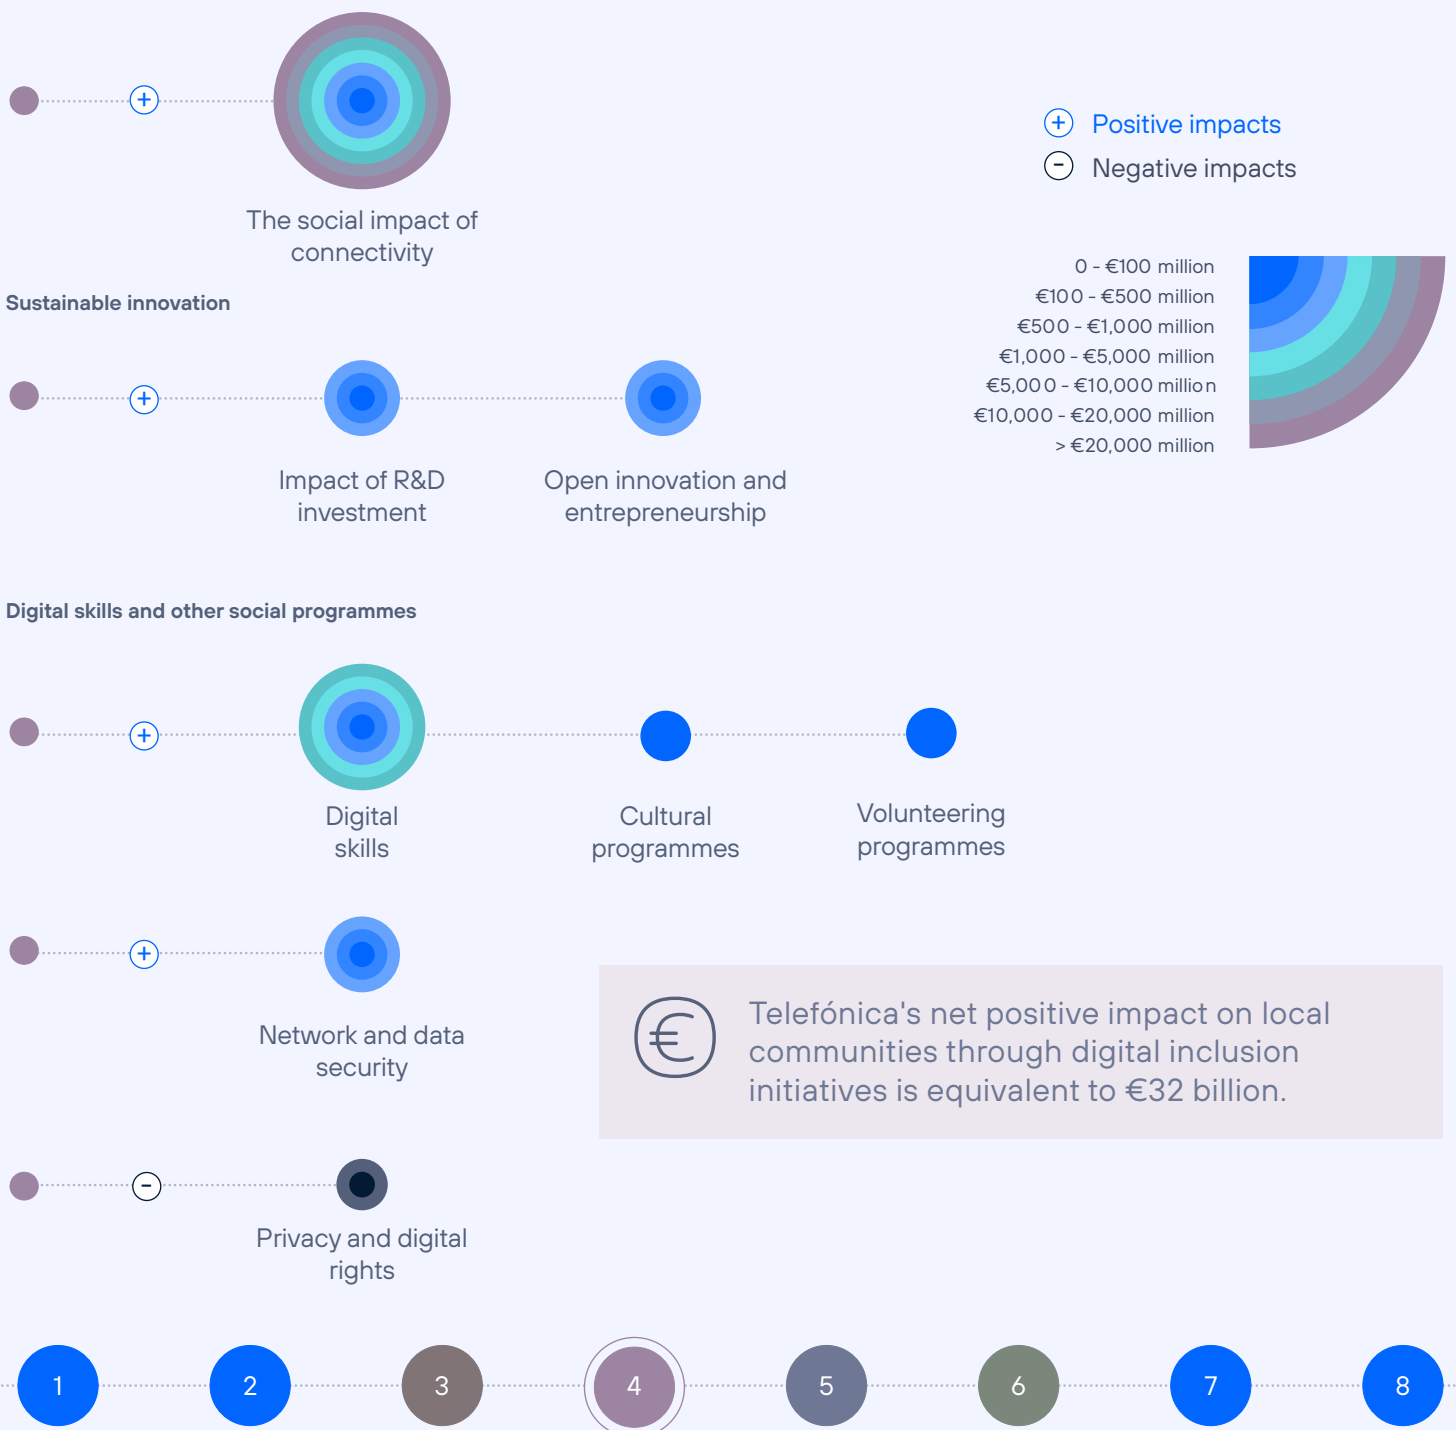 +
The social impact of
connectivity
+ Positive impacts
- Negative impacts
0 - €100 million
€100 - €500 million
€500 - €1,000 million
€1,000 - €5,000 million
€5,000 - €10,000 million
€10,000 - €20,000 million
> €20,000 million
Sustainable innovation
+
Impact of R&D
investment
Open innovation and
entrepreneurship
Digital skills and other social programmes
+
Digital
skills
Cultural
programmes
Volunteering
programmes
+
Network and data
security
€
Telefónica's net positive impact on local
communities through digital inclusion
initiatives is equivalent to €32 billion.
-
Privacy and digital
rights
1 2 3 4 5 6 7 8